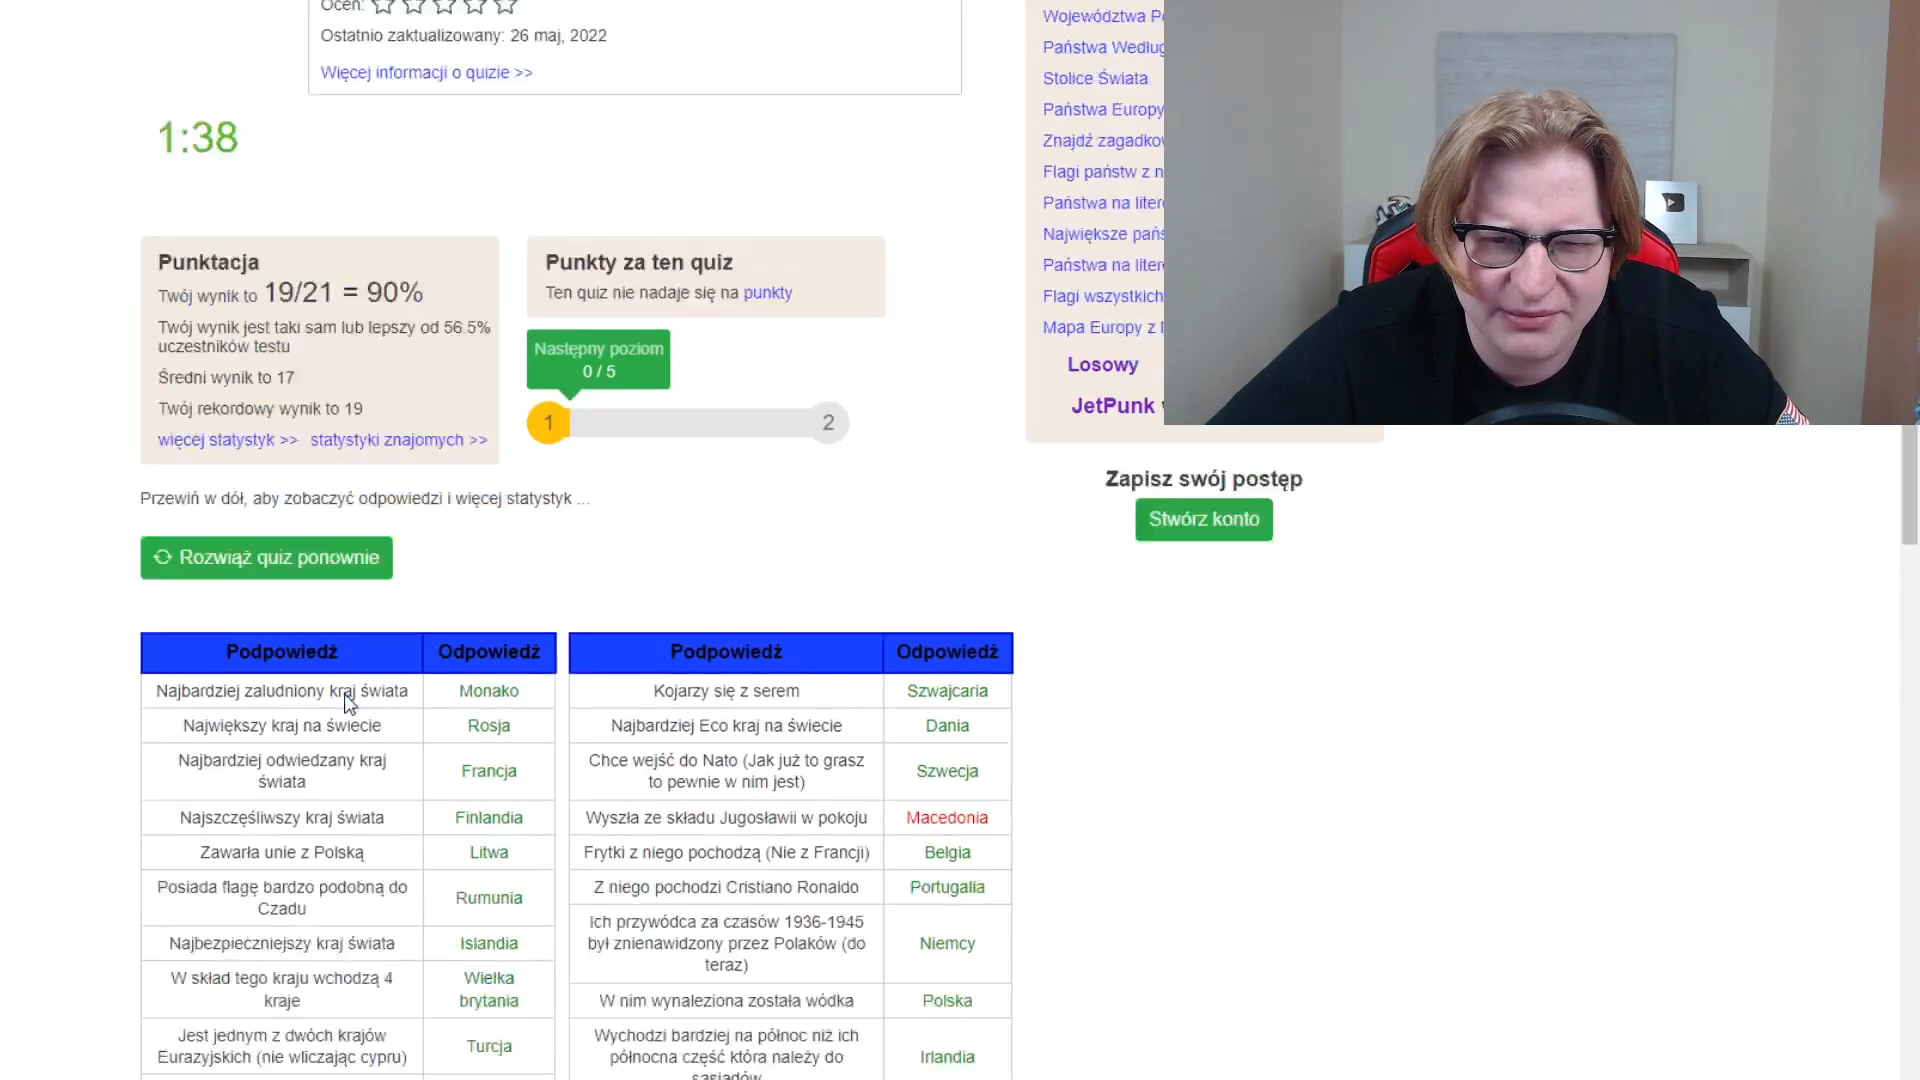 Oceń:
Ostatnio zaktualizowany: 26 maj, 2022
Więcej informacji o quizie >>
1:38
Punktacja
Twój wynik to 19/21 = 90%
Twój wynik jest taki sam lub lepszy od 56.5%
uczestników testu
Średni wynik to 17
Twój rekordowy wynik to 19
więcej statystyk >> statystyki znajomych >>
Punkty za ten quiz
Ten quiz nie nadaje się na punkty
Następny poziom
0 / 5
1
2
Przewiń w dół, aby zobaczyć odpowiedzi i więcej statystyk ...
Rozwiąż quiz ponownie
Województwa
Państwa Według
Stolice Świata
Państwa Europy
Znajdź
Flagi państw z
Państwa na
Największe
Państwa na
Flagi wszystkich
Mapa Europy z
Losowy
JetPunk
Zapisz swój postęp
Stwórz konto
Podpowiedź Odpowiedź
Najbardziej zaludniony kraj świata Monako
Największy kraj na świecie Rosja
Najbardziej odwiedzany kraj
świata Francja
Najszczęśliwszy kraj świata Finlandia
Zawarła unie z Polską Litwa
Posiada flagę bardzo podobną do
Czadu Rumunia
Najbezpieczniejszy kraj świata Islandia
W skład tego kraju wchodzą 4
kraje Wielka
brytania
Jest jednym z dwóch krajów
Eurazyjskich (nie wliczając cypru) Turcja
Podpowiedź Odpowiedź
Kojarzy się z serem Szwajcaria
Najbardziej Eco kraj na świecie Dania
Chce wejść do Nato (Jak już to grasz
to pewnie w nim jest) Szwecja
Wyszła ze składu Jugosławii w pokoju Macedonia
Frytki z niego pochodzą (Nie z Francji) Belgia
Z niego pochodzi Cristiano Ronaldo Portugalia
Ich przywódca za czasów 1936-1945
był znienawidzony przez Polaków (do
teraz) Niemcy
W nim wynaleziona została wódka Polska
Wychodzi bardziej na północ niż ich
północna część która należy do
sąsiadów Irlandia